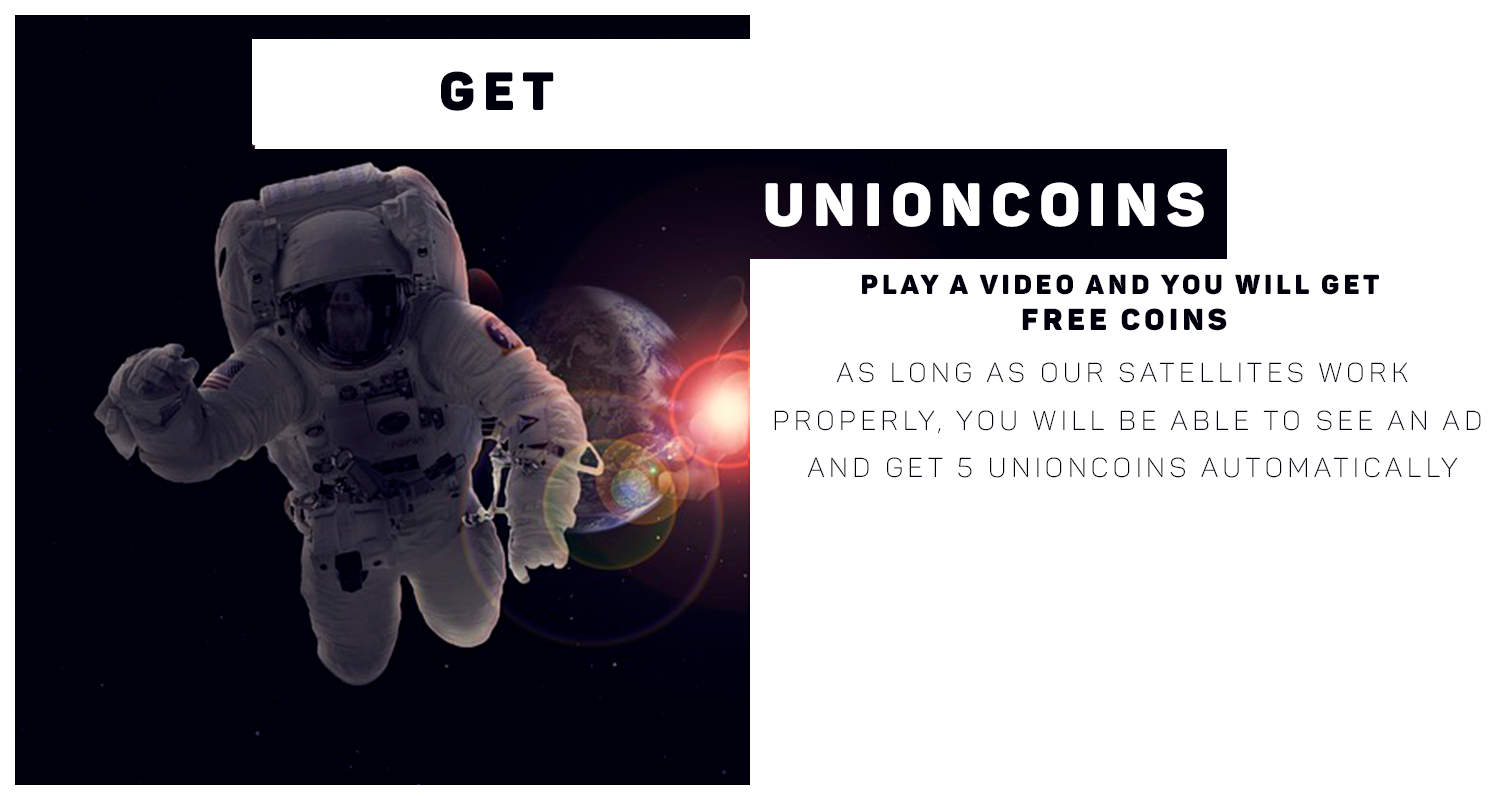 GET
UNIONCOINS
PLAY A VIDEO AND YOU WILL GET
FREE COINS
AS LONG AS OUR SATELLITES WORK
PROPERLY, YOU WILL BE ABLE TO SEE AN AD
AND GET 5 UNIONCOINS AUTOMATICALLY